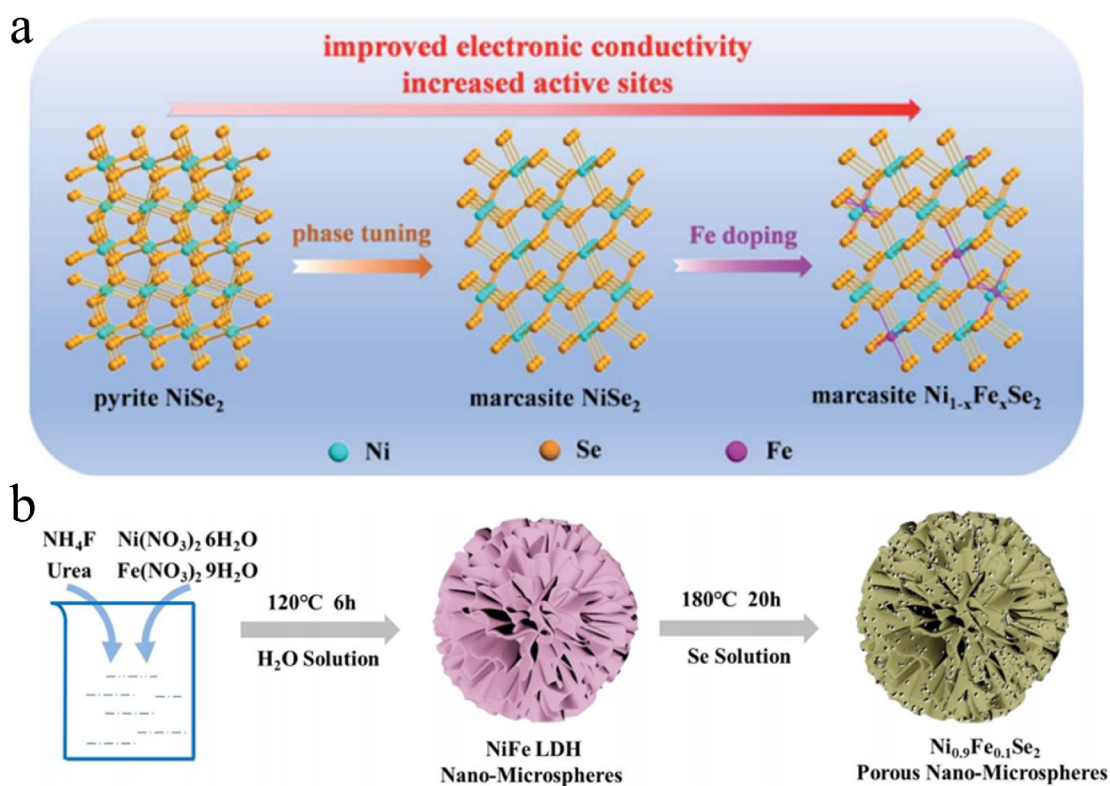 a
improved electronic conductivity
increased active sites
phase tuning
Fe doping
pyrite NiSe₂
marcasite NiSe₂
marcasite Ni₁₋ₓFeₓSe₂
Ni
Se
Fe
b
NH₄F Ni(NO₃)₂ 6H₂O
Urea Fe(NO₃)₂ 9H₂O
120℃ 6h
H₂O Solution
180℃ 20h
Se Solution
NiFe LDH
Nano-Microspheres
Ni₀.₉Fe₀.₁Se₂
Porous Nano-Microspheres